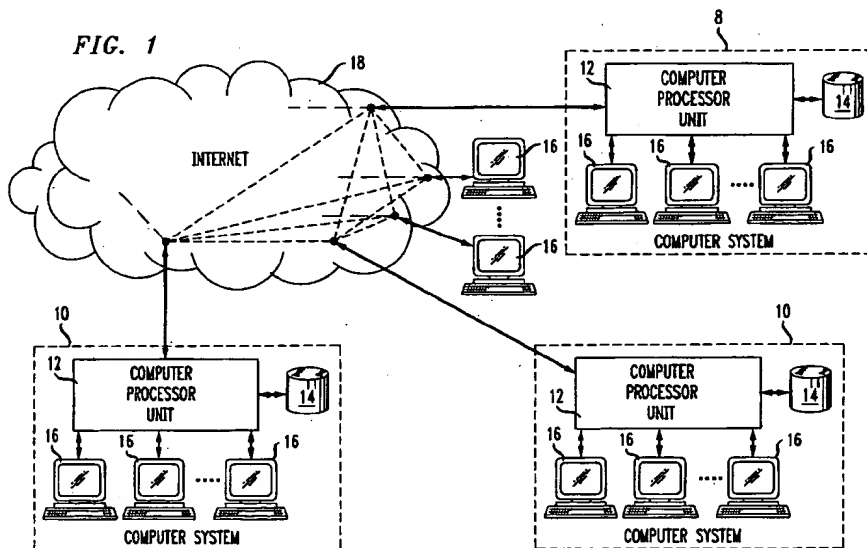 FIG. 1
18
INTERNET
16
16
8
12
COMPUTER
PROCESSOR
UNIT
14
16
16
16
COMPUTER SYSTEM
10
12
COMPUTER
PROCESSOR
UNIT
14
16
16
16
COMPUTER SYSTEM
10
12
COMPUTER
PROCESSOR
UNIT
14
16
16
16
COMPUTER SYSTEM